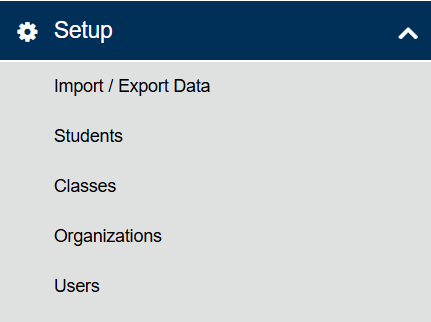 Setup
Import / Export Data
Students
Classes
Organizations
Users